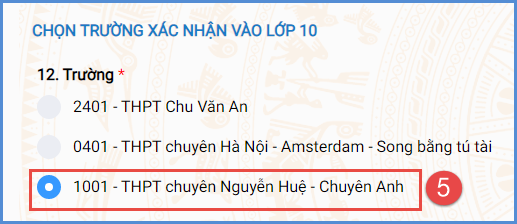 CHỌN TRƯỜNG XÁC NHẬN VÀO LỚP 10
12. Trường *
2401 - THPT Chu Văn An
0401 - THPT chuyên Hà Nội - Amsterdam - Song bằng tú tài
1001 - THPT chuyên Nguyễn Huệ - Chuyên Anh
5